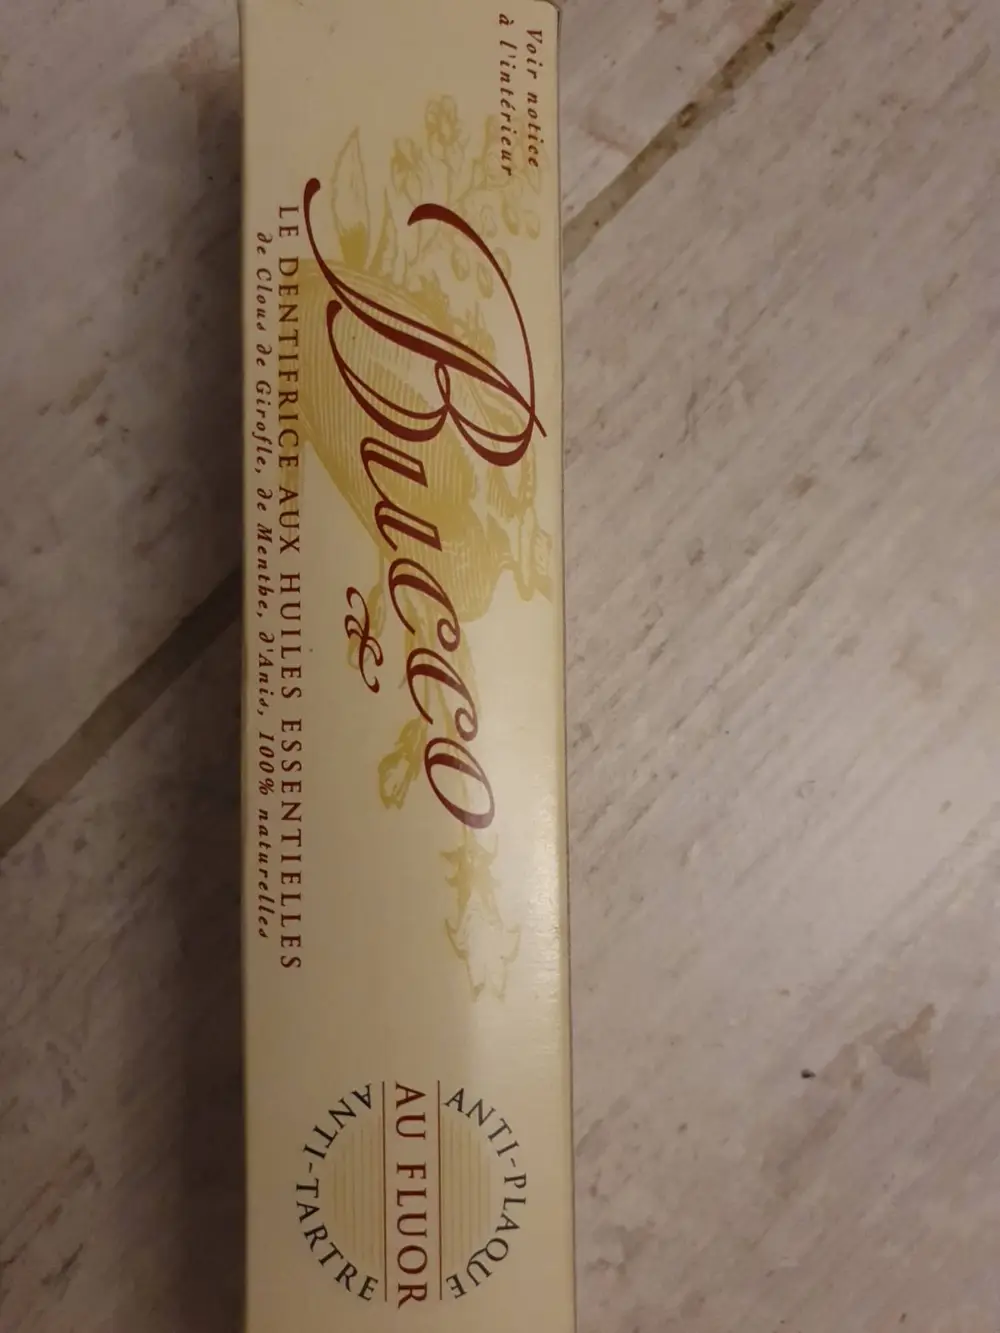 Voir notice
à l'intérieur
Bucco
LE DENTIFRICE AUX HUILES ESSENTIELLES
de Clous de Girofle, de Menthe, d'Anis, 100% naturelles
ANTI-PLAQUE
AU FLUOR
ANTI-TARTRE